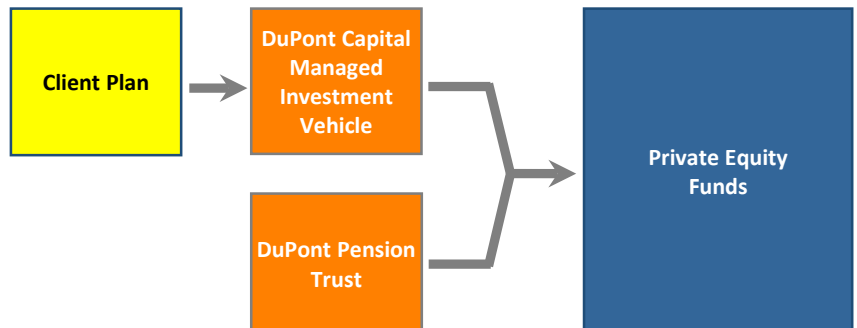 Client Plan
DuPont Capital
Managed
Investment
Vehicle
DuPont Pension
Trust
Private Equity
Funds